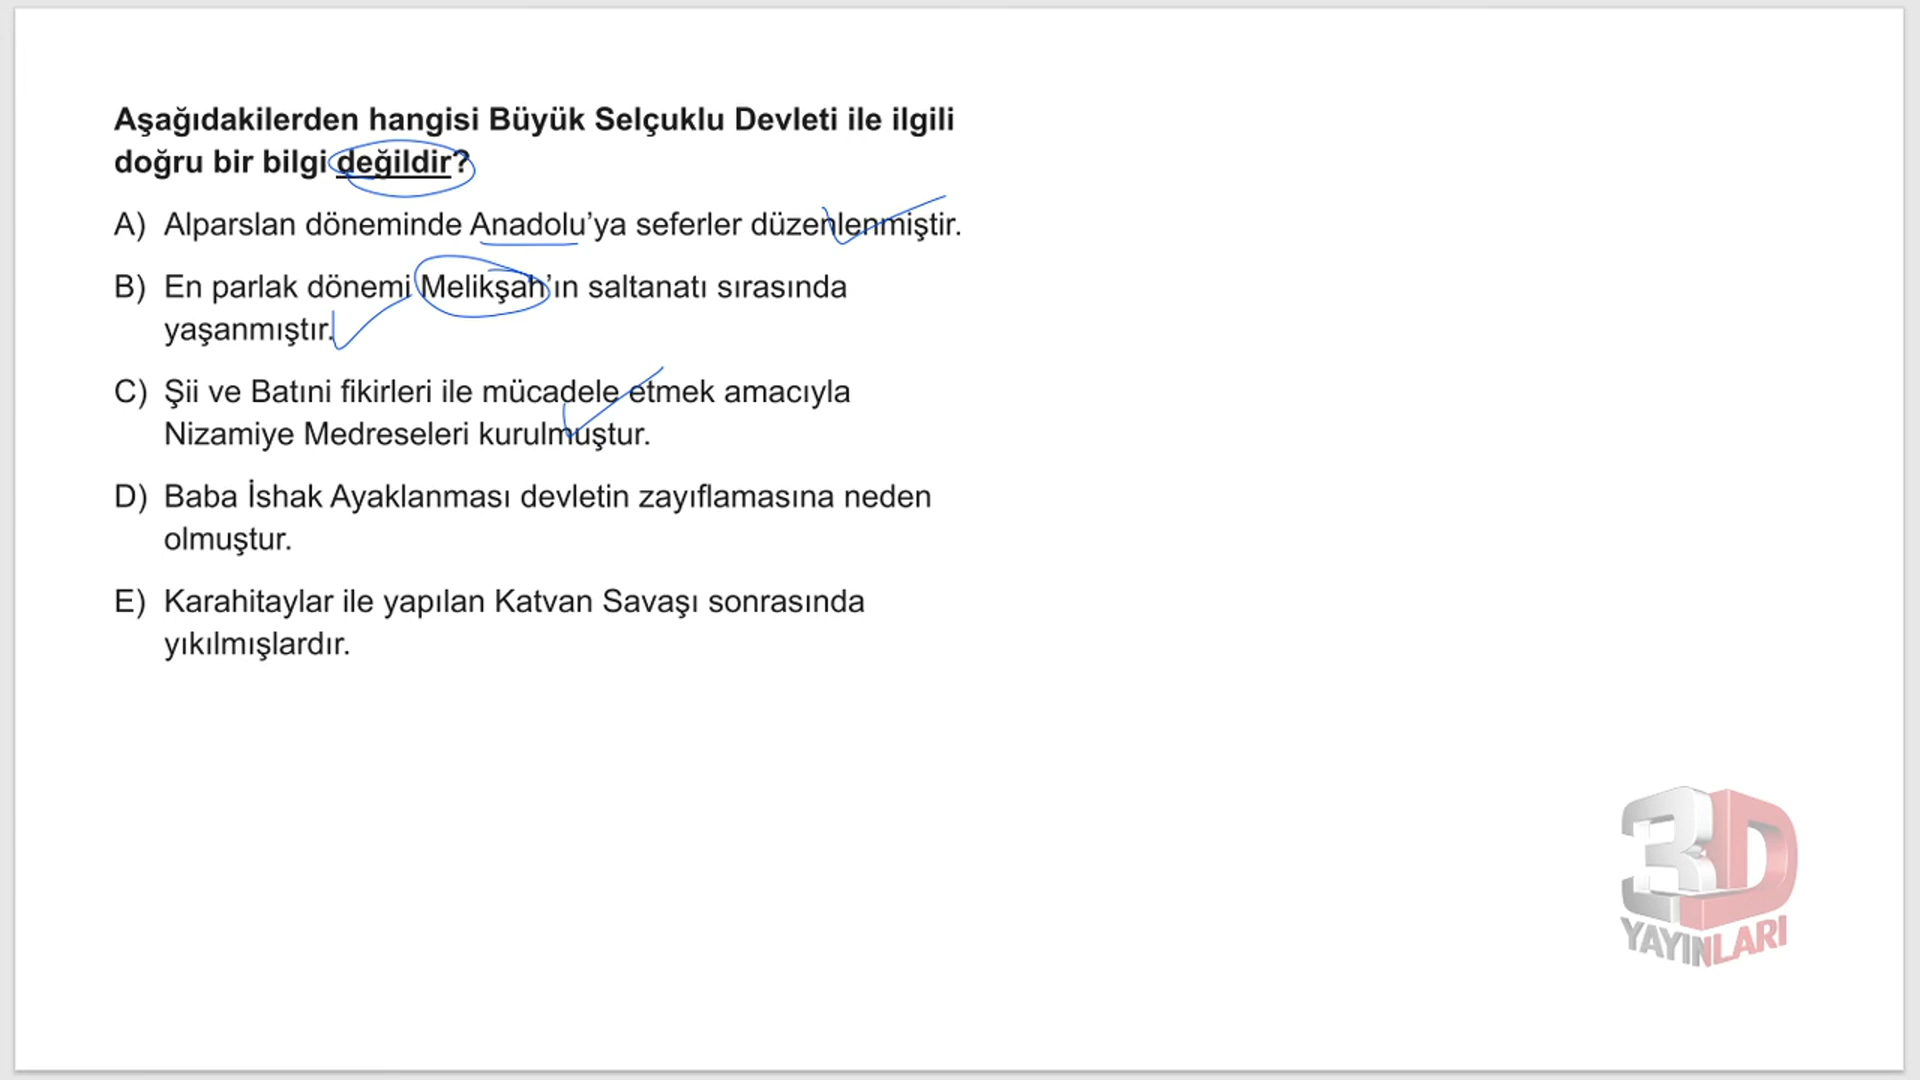 Aşağıdakilerden hangisi Büyük Selçuklu Devleti ile ilgili
doğru bir bilgi değildir?
A) Alparslan döneminde Anadolu’ya seferler düzenlenmiştir.
B) En parlak dönemi Melikşah’ın saltanatı sırasında
yaşanmıştır.
C) Şii ve Batıni fikirleri ile mücadele etmek amacıyla
Nizamiye Medreseleri kurulmuştur.
D) Baba İshak Ayaklanması devletin zayıflamasına neden
olmuştur.
E) Karahitaylar ile yapılan Katvan Savaşı sonrasında
yıkılmışlardır.
3D
YAYINLARI